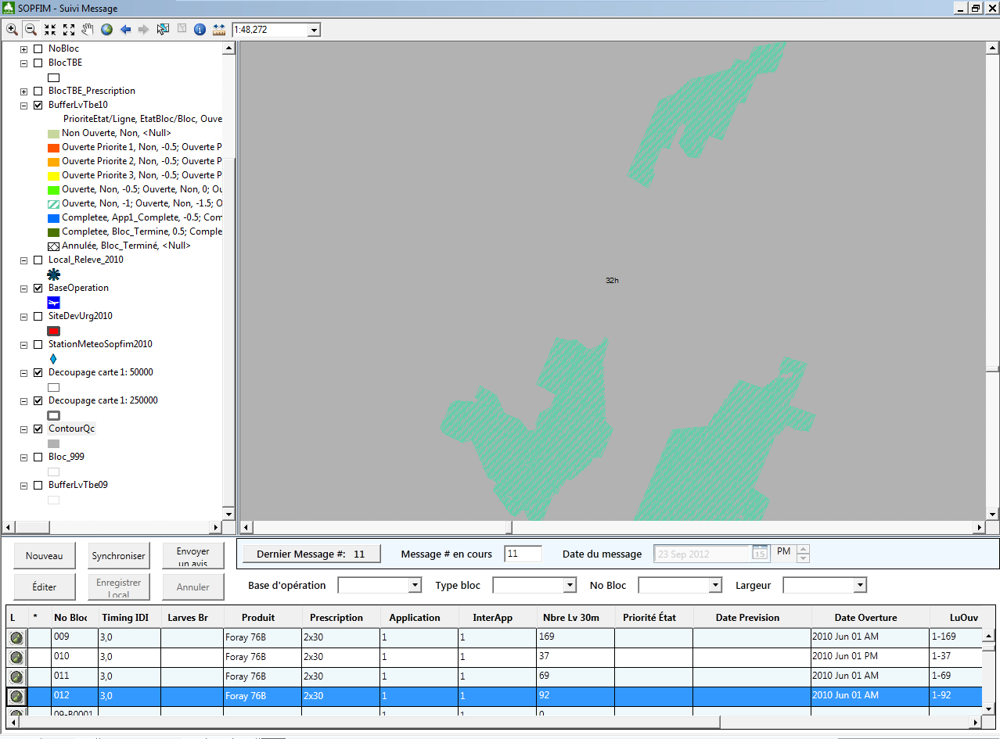 SOPFIM - Suivi Message
1:48,272
NoBloc
BlocTBE
BlocTBE_Prescription
BufferLvTbe10
PrioriteEtat/Ligne, EtatBloc/Bloc, Ouve
Non Ouverte, Non, <Null>
Ouverte Priorite 1, Non, -0.5; Ouverte P
Ouverte Priorite 2, Non, -0.5; Ouverte P
Ouverte Priorite 3, Non, -0.5; Ouverte P
Ouverte, Non, -0.5; Ouverte, Non, 0; Ou
Ouverte, Non, -1; Ouverte, Non, -1.5; O
Completee, App1_Complete, -0.5; Com
Completee, Bloc_Termine, 0.5; Comple
Annulée, Bloc_Terminé, <Null>
Local_Releve_2010
BaseOperation
SiteDevUrg2010
StationMeteoSopfim2010
Decoupage carte 1: 50000
Decoupage carte 1: 250000
ContourQc
Bloc_999
BufferLvTbe09
32h
Nouveau Synchroniser Envoyer un avis
Dernier Message #: 11 Message # en cours 11 Date du message 23 Sep 2012 15 PM
Éditer Enregistrer Local Annuler
Base d'opération Type bloc No Bloc Largeur
L * No Bloc Timing IDI Larves Br Produit Prescription Application InterApp Nbre Lv 30m Priorité État Date Prevision Date Overture LuOuv
009 3,0 Foray 76B 2x30 1 1 169 2010 Jun 01 AM 1-169
010 3,0 Foray 76B 2x30 1 1 37 2010 Jun 01 PM 1-37
011 3,0 Foray 76B 2x30 1 1 69 2010 Jun 01 AM 1-69
012 3,0 Foray 76B 2x30 1 1 92 2010 Jun 01 AM 1-92
09-B0001 1 1 0